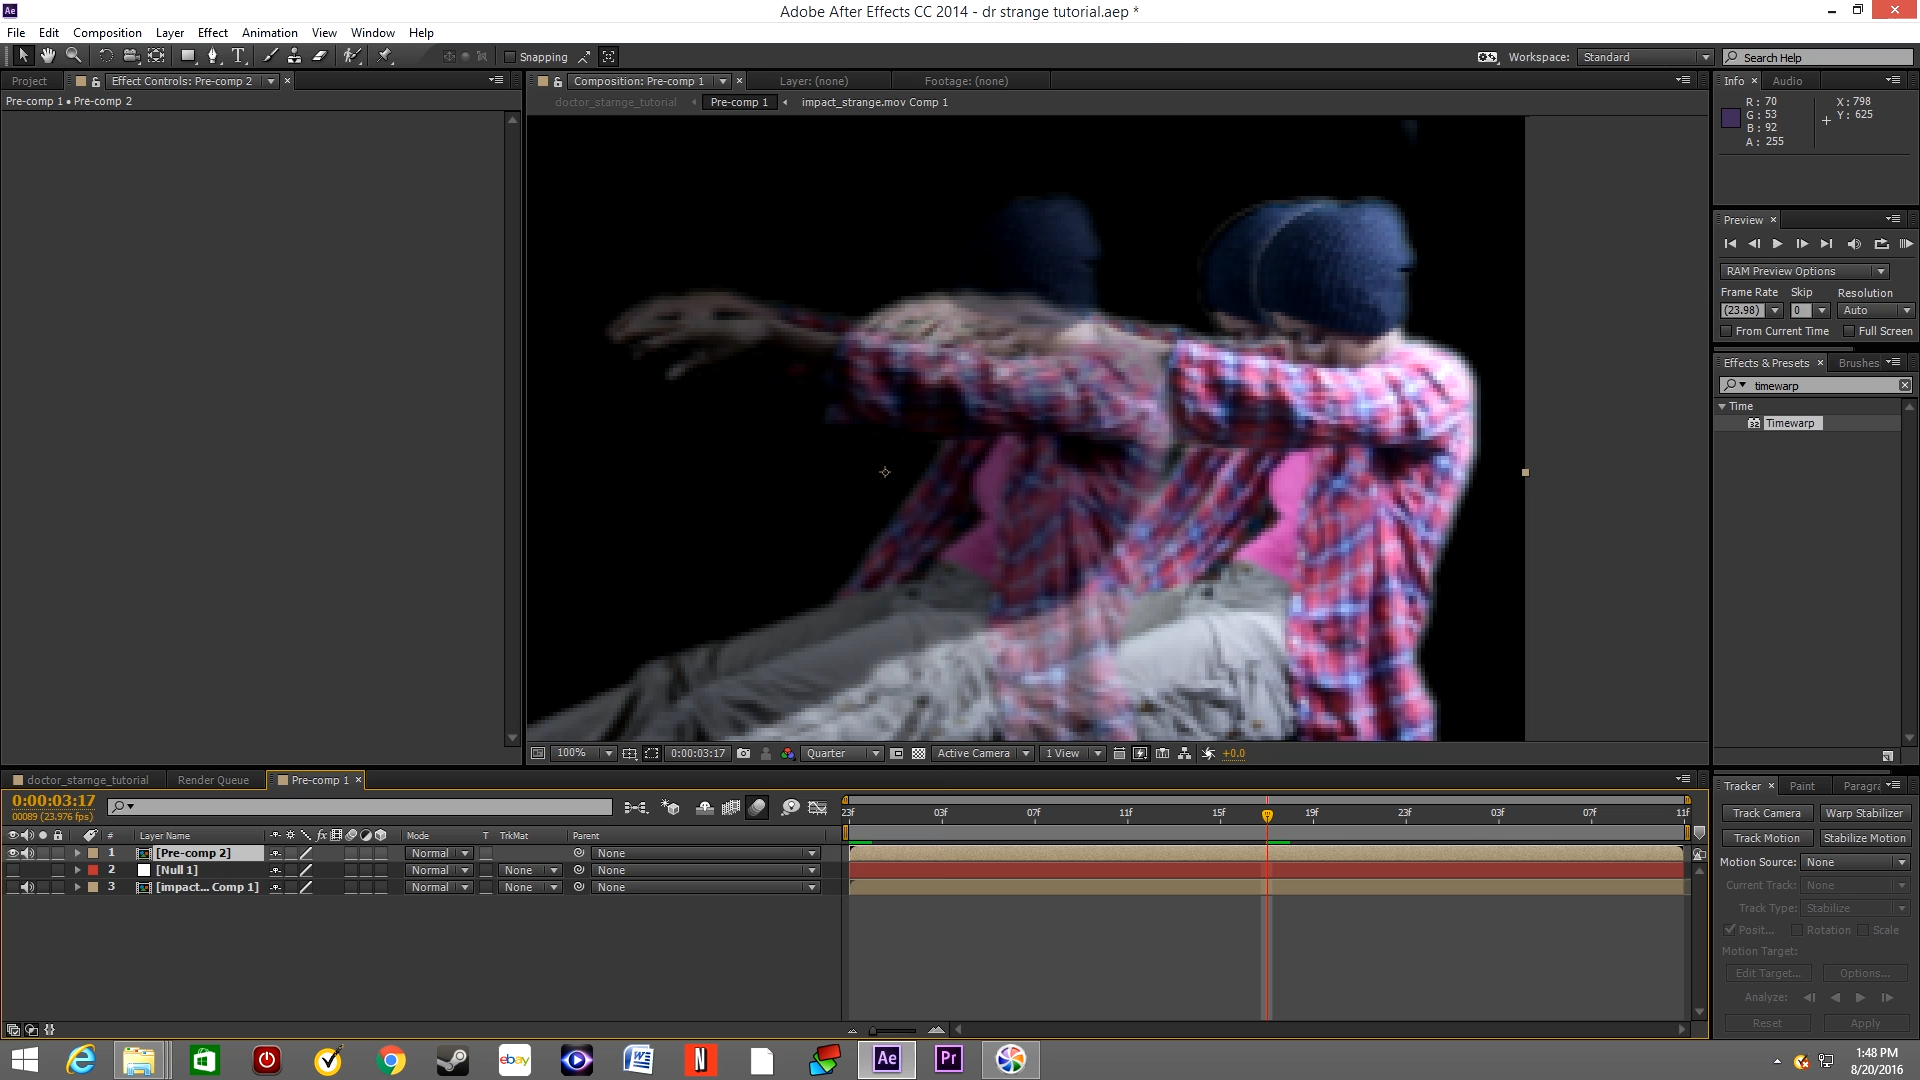 Ae
Adobe After Effects CC 2014 - dr strange tutorial.aep *
File Edit Composition Layer Effect Animation View Window Help
Snapping
Workspace: Standard
Search Help
Project Effect Controls: Pre-comp 2
Composition: Pre-comp 1
Layer: (none)
Footage: (none)
Info Audio
Pre-comp 1 • Pre-comp 2
doctor_starnge_tutorial Pre-comp 1 impact_strange.mov Comp 1
R: 70
G: 53
B: 92
A: 255
X: 798
Y: 625
Preview
RAM Preview Options
Frame Rate Skip Resolution
(23.98) 0 Auto
From Current Time Full Screen
Effects & Presets Brushes
timewarp
Time
32 Timewarp
100% 0:00:03:17 Quarter Active Camera 1 View +0.0
doctor_starnge_tutorial Render Queue Pre-comp 1
0:00:03:17
00089 (23.976 fps)
23f 03f 07f 11f 15f 19f 23f 03f 07f 11f
# Layer Name fx Mode T TrkMat Parent
1 [Pre-comp 2] Normal None
2 [Null 1] Normal None None
3 [impact... Comp 1] Normal None None
Tracker Paint Paragra
Track Camera Warp Stabilizer
Track Motion Stabilize Motion
Motion Source: None
Current Track: None
Track Type: Stabilize
Posit... Rotation Scale
Motion Target:
Edit Target... Options...
Analyze:
Reset Apply
ebay W N Ae Pr
1:48 PM
8/20/2016